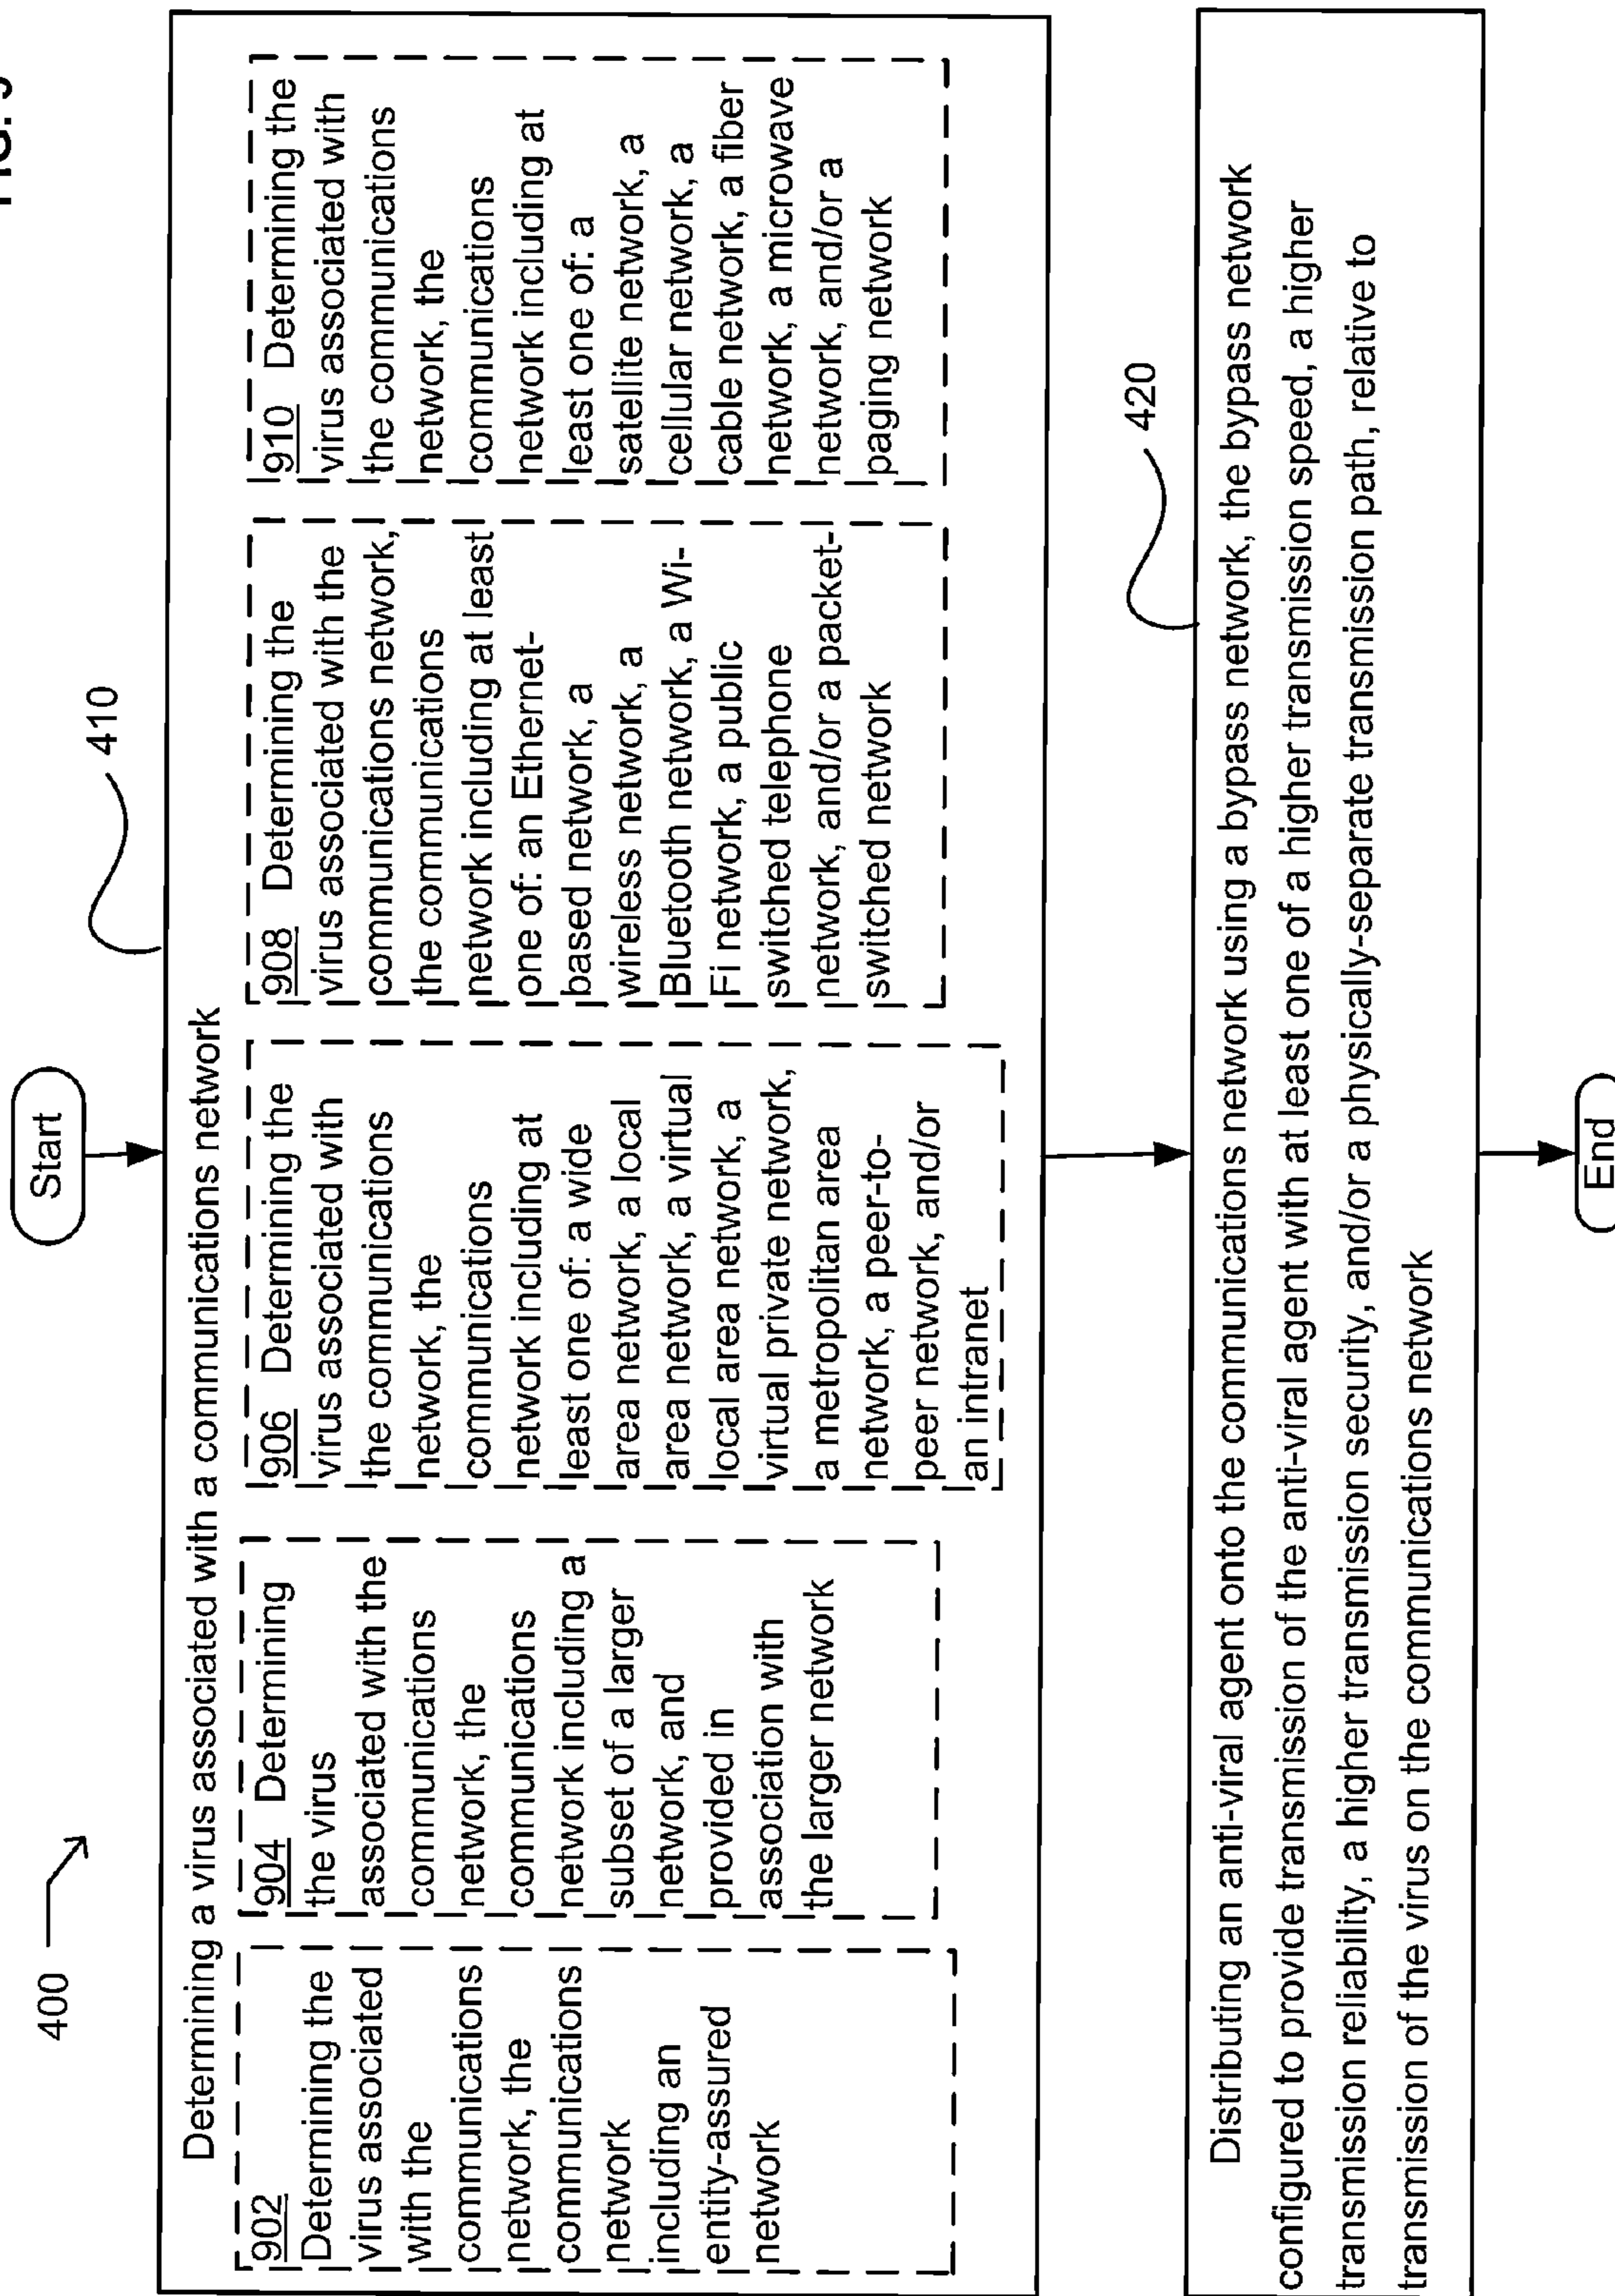 FIG. 9
400
Start
410
Determining a virus associated with a communications network
902
Determining the
virus associated
with the
communications
network, the
communications
network
including an
entity-assured
network
904 Determining
the virus
associated with the
communications
network, the
communications
network including a
subset of a larger
network, and
provided in
association with
the larger network
906 Determining the
virus associated with
the communications
network, the
communications
network including at
least one of: a wide
area network, a local
area network, a virtual
local area network, a
virtual private network,
a metropolitan area
network, a peer-to-
peer network, and/or
an intranet
908 Determining the
virus associated with the
communications network,
the communications
network including at least
one of: an Ethernet-
based network, a
wireless network, a
Bluetooth network, a Wi-
Fi network, a public
switched telephone
network, and/or a packet-
switched network
910 Determining the
virus associated with
the communications
network, the
communications
network including at
least one of: a
satellite network, a
cellular network, a
cable network, a fiber
network, a microwave
network, and/or a
paging network
420
Distributing an anti-viral agent onto the communications network using a bypass network, the bypass network
configured to provide transmission of the anti-viral agent with at least one of a higher transmission speed, a higher
transmission reliability, a higher transmission security, and/or a physically-separate transmission path, relative to
transmission of the virus on the communications network
End